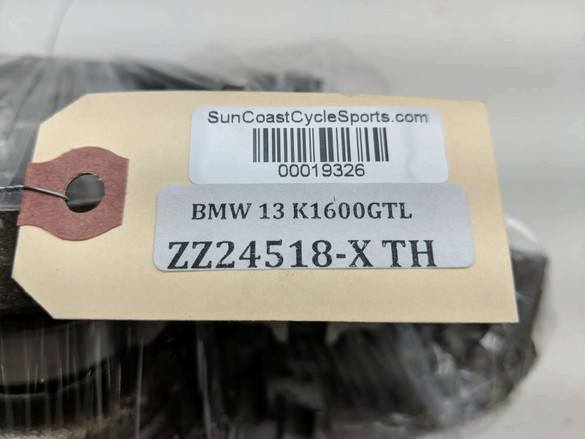 SunCoastCycleSports.com
00019326
BMW 13 K1600GTL
ZZ24518-X TH